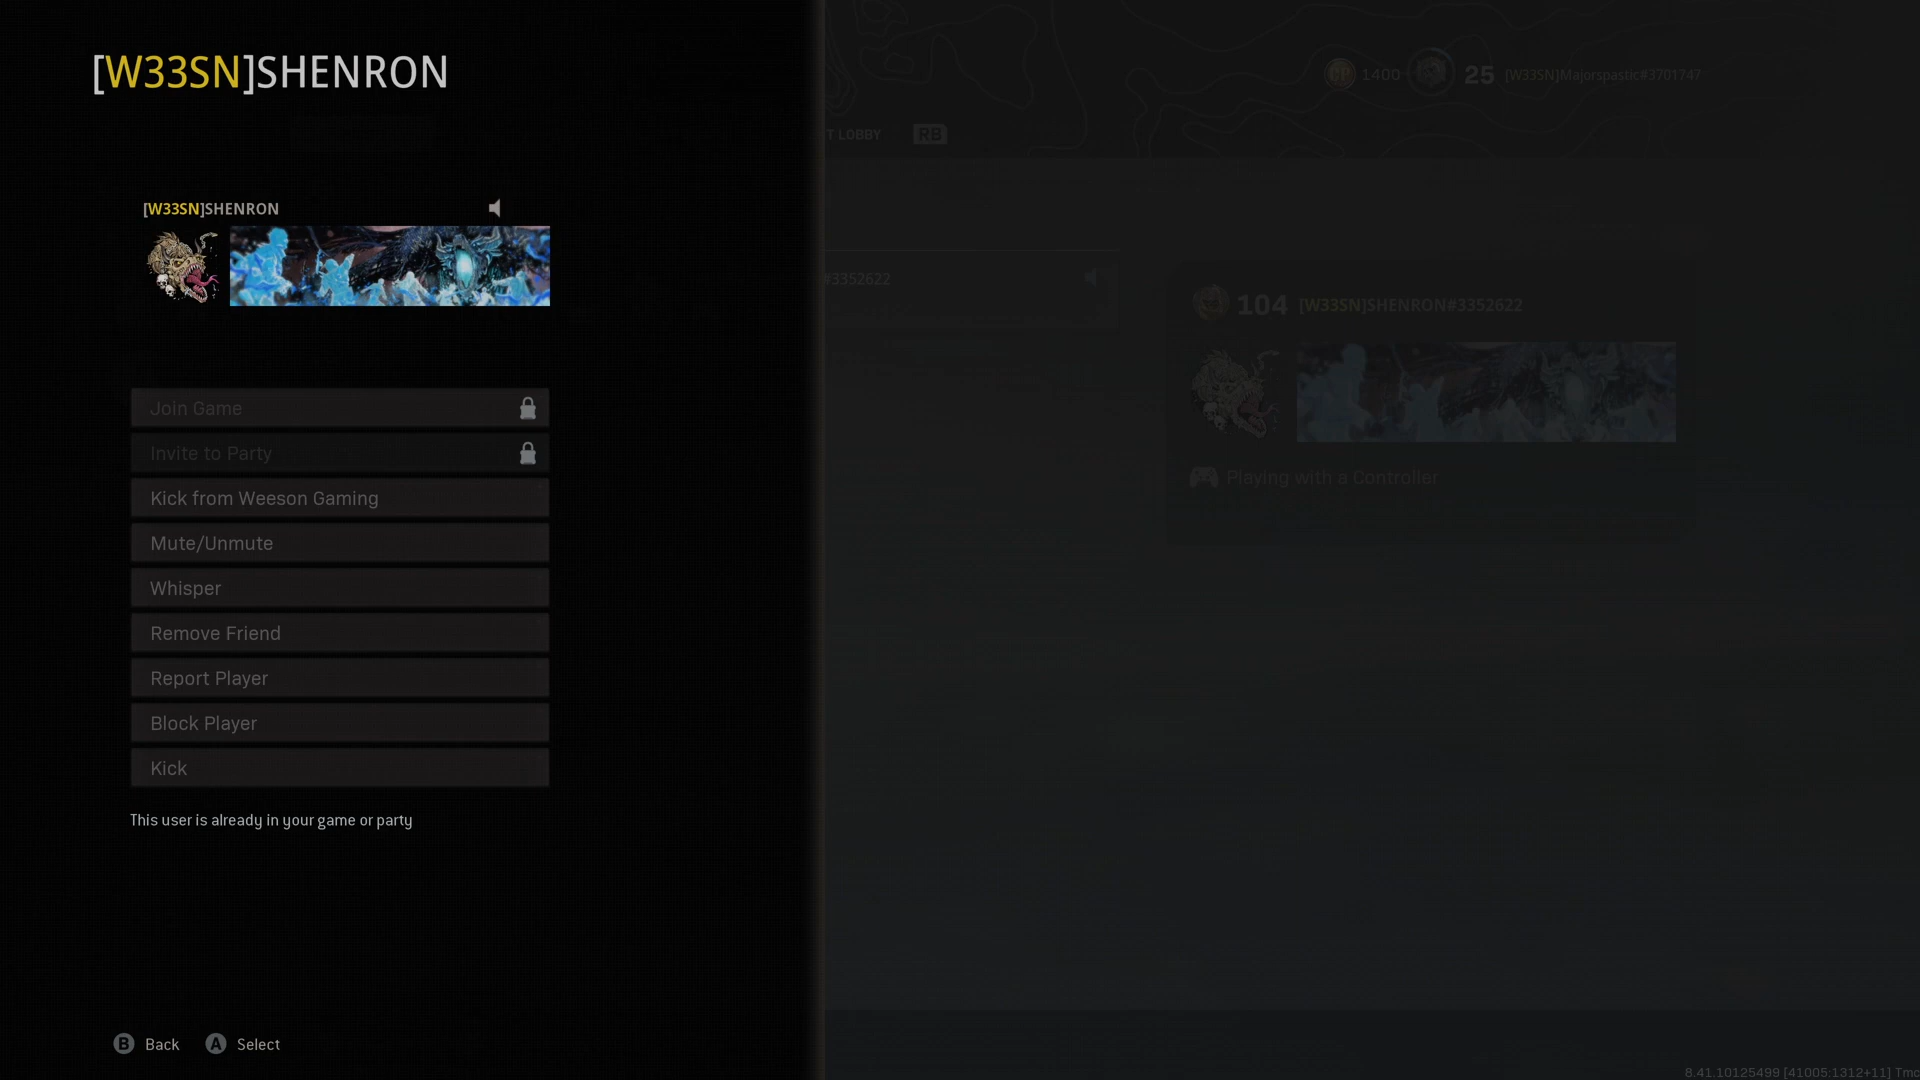 [W33SN]SHENRON
CP 1400 25 [W33SN]Majorspastic#3701747
T LOBBY RB
[W33SN]SHENRON
#3352622
104 [W33SN]SHENRON#3352622
Playing with a Controller
Join Game
Invite to Party
Kick from Weeson Gaming
Mute/Unmute
Whisper
Remove Friend
Report Player
Block Player
Kick
This user is already in your game or party
B Back A Select
8.41.10125499 [41005:1312+11] Tmc